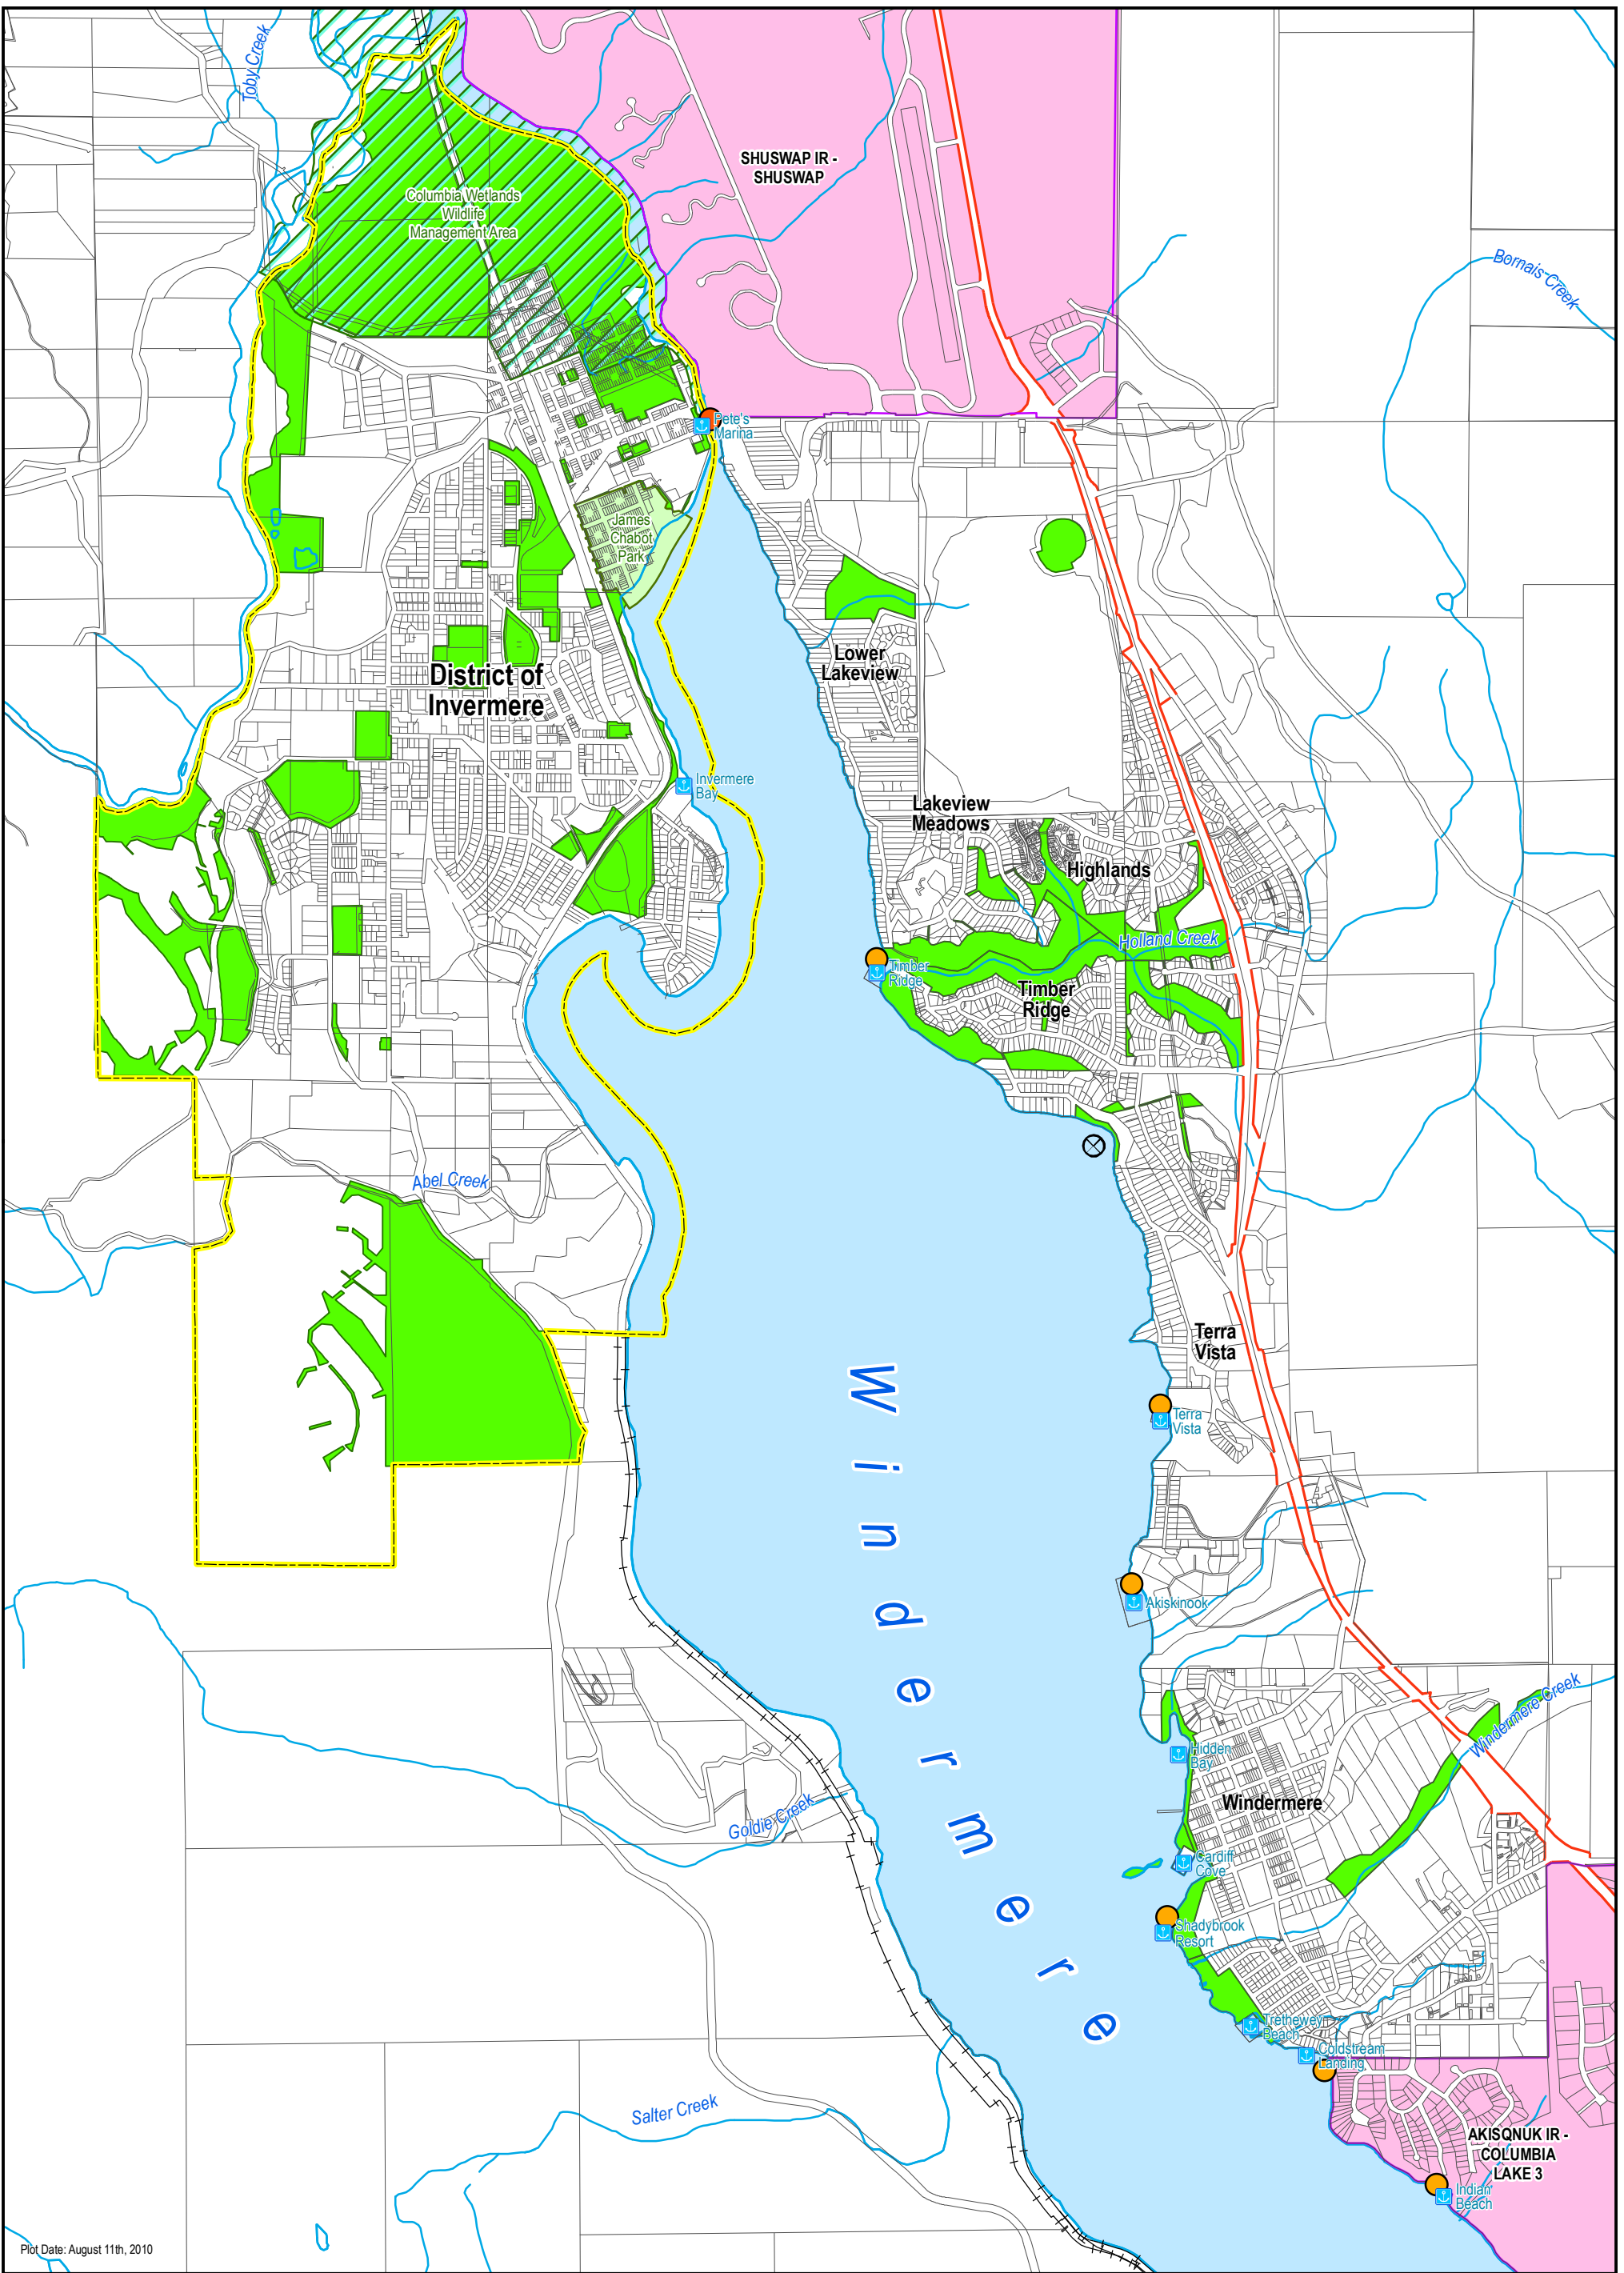 Toby Creek
SHUSWAP IR -
SHUSWAP
Columbia Wetlands
Wildlife
Management Area
Bornais Creek
Pete's
Marina
James
Chabot
Park
Lower
Lakeview
District of
Invermere
Invermere
Bay
Lakeview
Meadows
Highlands
Holland Creek
Timber
Ridge
Timber
Ridge
Abel Creek
Terra
Vista
Terra
Vista
Windermere
Akiskinook
Windermere Creek
Hidden
Bay
Windermere
Goldie Creek
Cardiff
Cove
Shadybrook
Resort
Trethewey
Beach
Coldstream
Landing
Salter Creek
AKISQNUK IR -
COLUMBIA
LAKE 3
Indian
Beach
Plot Date: August 11th, 2010